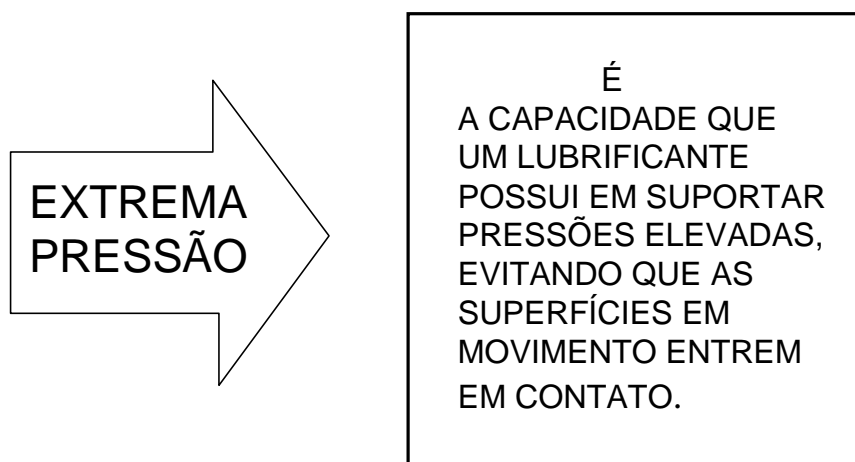 EXTREMA
PRESSÃO
É
A CAPACIDADE QUE
UM LUBRIFICANTE
POSSUI EM SUPORTAR
PRESSÕES ELEVADAS,
EVITANDO QUE AS
SUPERFÍCIES EM
MOVIMENTO ENTREM
EM CONTATO.